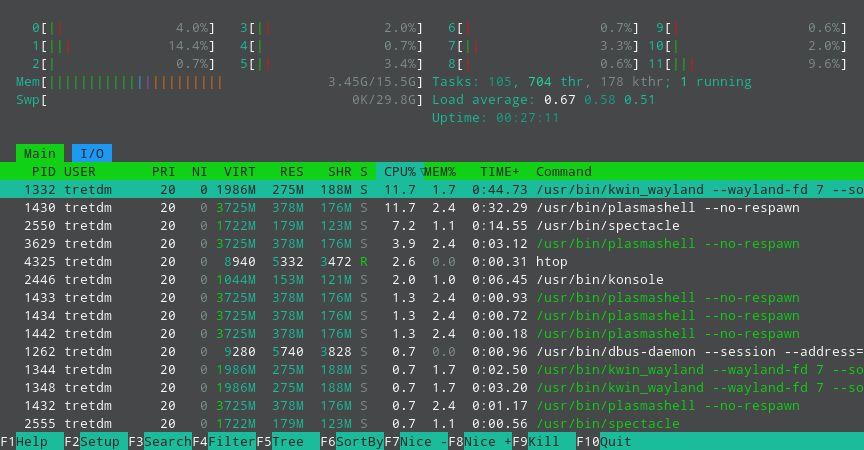 0[|| 4.0%] 3[|| 2.0%] 6[| 0.7%] 9[| 0.6%]
1[||| 14.4%] 4[| 0.7%] 7[|| 3.3%] 10[| 2.0%]
2[| 0.7%] 5[|| 3.4%] 8[| 0.6%] 11[||| 9.6%]
Mem[|||||||||||||||||||||| 3.45G/15.5G] Tasks: 105, 704 thr, 178 kthr; 1 running
Swp[ 0K/29.8G] Load average: 0.67 0.58 0.51
Uptime: 00:27:11
Main I/O
PID USER PRI NI VIRT RES SHR S CPU%▽MEM% TIME+ Command
1332 tretdm 20 0 1986M 275M 188M S 11.7 1.7 0:44.73 /usr/bin/kwin_wayland --wayland-fd 7 --so
1430 tretdm 20 0 3725M 378M 176M S 11.7 2.4 0:32.29 /usr/bin/plasmashell --no-respawn
2550 tretdm 20 0 1722M 179M 123M S 7.2 1.1 0:14.55 /usr/bin/spectacle
3629 tretdm 20 0 3725M 378M 176M S 3.9 2.4 0:03.12 /usr/bin/plasmashell --no-respawn
4325 tretdm 20 0 8940 5332 3472 R 2.6 0.0 0:00.31 htop
2446 tretdm 20 0 1044M 153M 121M S 2.0 1.0 0:06.45 /usr/bin/konsole
1433 tretdm 20 0 3725M 378M 176M S 1.3 2.4 0:00.93 /usr/bin/plasmashell --no-respawn
1434 tretdm 20 0 3725M 378M 176M S 1.3 2.4 0:00.72 /usr/bin/plasmashell --no-respawn
1442 tretdm 20 0 3725M 378M 176M S 1.3 2.4 0:00.18 /usr/bin/plasmashell --no-respawn
1262 tretdm 20 0 9280 5740 3828 S 0.7 0.0 0:00.96 /usr/bin/dbus-daemon --session --address=
1344 tretdm 20 0 1986M 275M 188M S 0.7 1.7 0:02.50 /usr/bin/kwin_wayland --wayland-fd 7 --so
1348 tretdm 20 0 1986M 275M 188M S 0.7 1.7 0:03.20 /usr/bin/kwin_wayland --wayland-fd 7 --so
1432 tretdm 20 0 3725M 378M 176M S 0.7 2.4 0:01.17 /usr/bin/plasmashell --no-respawn
2555 tretdm 20 0 1722M 179M 123M S 0.7 1.1 0:00.56 /usr/bin/spectacle
F1Help F2Setup F3SearchF4FilterF5Tree F6SortByF7Nice -F8Nice +F9Kill F10Quit